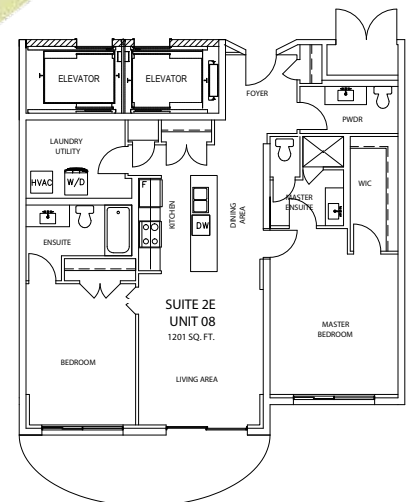 ELEVATOR
ELEVATOR
FOYER
PWDR
LAUNDRY
UTILITY
HVAC
W/D
F
KITCHEN
DW
DINING
AREA
MASTER
ENSUITE
WIC
ENSUITE
SUITE 2E
UNIT 08
1201 SQ. FT.
MASTER
BEDROOM
BEDROOM
LIVING AREA